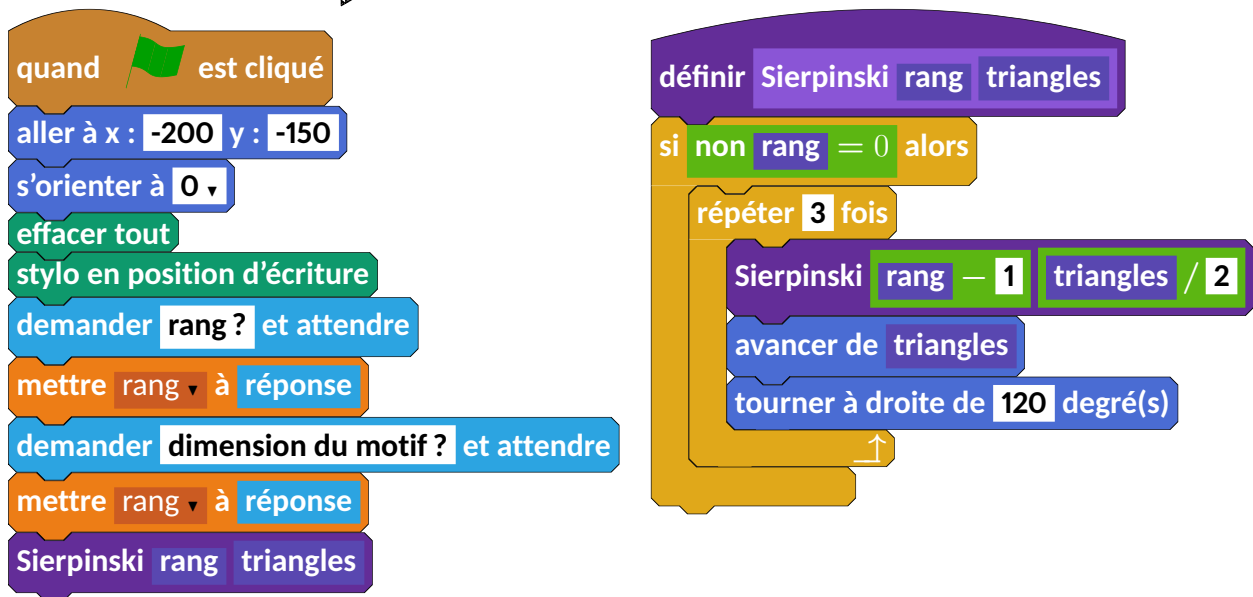 quand est cliqué
aller à x : -200 y : -150
s'orienter à 0
effacer tout
stylo en position d'écriture
demander rang ? et attendre
mettre rang à réponse
demander dimension du motif ? et attendre
mettre rang à réponse
Sierpinski rang triangles
définir Sierpinski rang triangles
si non rang = 0 alors
répéter 3 fois
Sierpinski rang − 1 triangles / 2
avancer de triangles
tourner à droite de 120 degré(s)